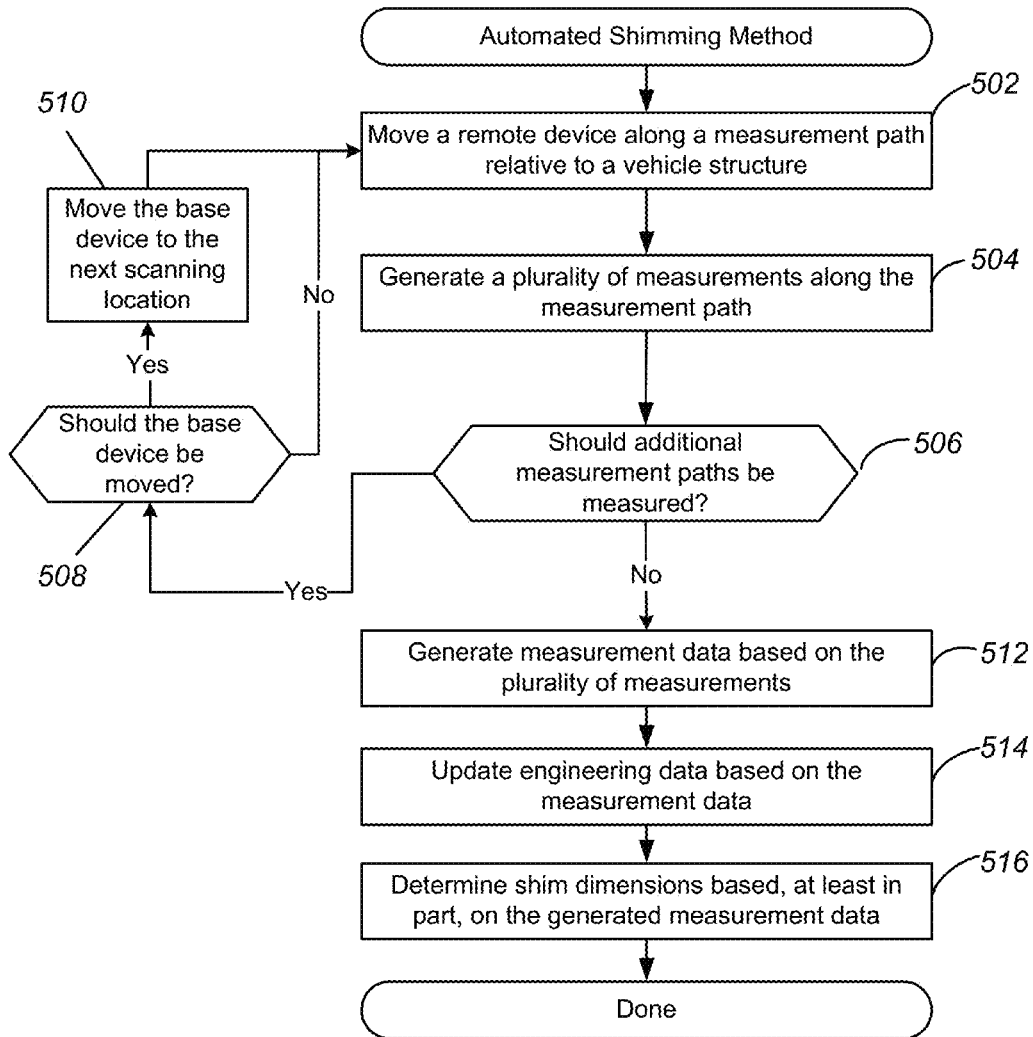 Automated Shimming Method
502
Move a remote device along a measurement path
relative to a vehicle structure
510
Move the base
device to the
next scanning
location
No
504
Generate a plurality of measurements along the
measurement path
Yes
Should the base
device be
moved?
508
506
Should additional
measurement paths be
measured?
Yes
No
512
Generate measurement data based on the
plurality of measurements
514
Update engineering data based on the
measurement data
516
Determine shim dimensions based, at least in
part, on the generated measurement data
Done